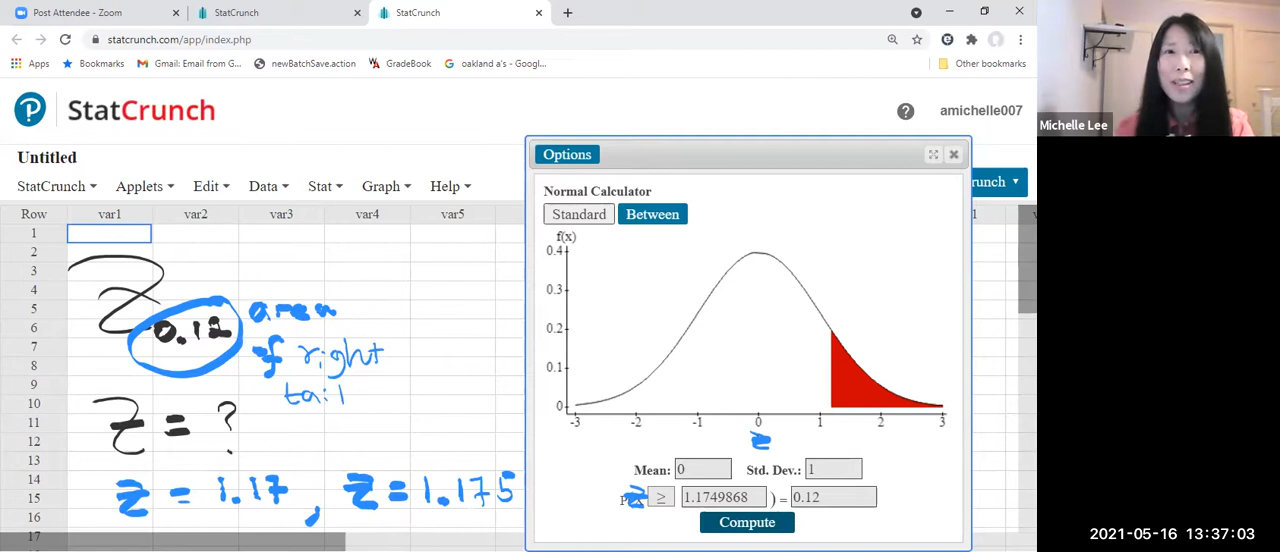 Post Attendee - Zoom
StatCrunch
StatCrunch
statcrunch.com/app/index.php
Apps
Bookmarks
Gmail: Email from G...
newBatchService.action
GradeBook
oakland a's - Googl...
Other bookmarks
P
StatCrunch
amichelle007
Michelle Lee
Untitled
StatCrunch
Applets
Edit
Data
Stat
Graph
Help
Row var1 var2 var3 var4 var5
1
2
3
4
5
6
7
8
9
10
11
12
13
14
15
16
17
z 0.12
area
of right
tail
z = ?
z = 1.17, z = 1.175
Options
Normal Calculator
Standard Between
f(x)
0.4
0.3
0.2
0.1
0
-3 -2 -1 0 1 2 3
z
Mean: 0 Std. Dev.: 1
P( z ≥ 1.1749868 ) = 0.12
Compute
runch
2021-05-16 13:37:03